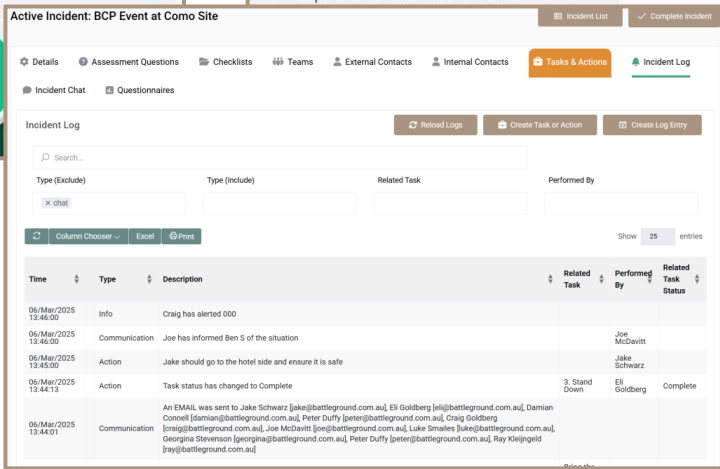 Active Incident: BCP Event at Como Site
Incident List
Complete Incident
Details
Assessment Questions
Checklists
Teams
External Contacts
Internal Contacts
Tasks & Actions
Incident Log
Incident Chat
Questionnaires
Incident Log
Reload Logs
Create Task or Action
Create Log Entry
Search...
Type (Exclude)
Type (Include)
Related Task
Performed By
× chat
Column Chooser
Excel
Print
Show 25 entries
Time
Type
Description
Related
Task
Performed
By
Related
Task
Status
06/Mar/2025
13:46:00
Info
Craig has alerted 000
06/Mar/2025
13:46:00
Communication
Joe has informed Ben S of the situation
Joe
McDavitt
06/Mar/2025
13:45:00
Action
Jake should go to the hotel side and ensure it is safe
Jake
Schwarz
06/Mar/2025
13:44:13
Action
Task status has changed to Complete
3. Stand
Down
Eli
Goldberg
Complete
06/Mar/2025
13:44:01
Communication
An EMAIL was sent to Jake Schwarz [jake@battleground.com.au], Eli Goldberg [eli@battleground.com.au], Damian
Connell [damian@battleground.com.au], Peter Duffy [peter@battleground.com.au], Craig Goldberg
[craig@battleground.com.au], Joe McDavitt [joe@battleground.com.au], Luke Smailes [luke@battleground.com.au],
Georgina Stevenson [georgina@battleground.com.au], Peter Duffy [peter@battleground.com.au], Ray Kleijngeld
[ray@battleground.com.au]